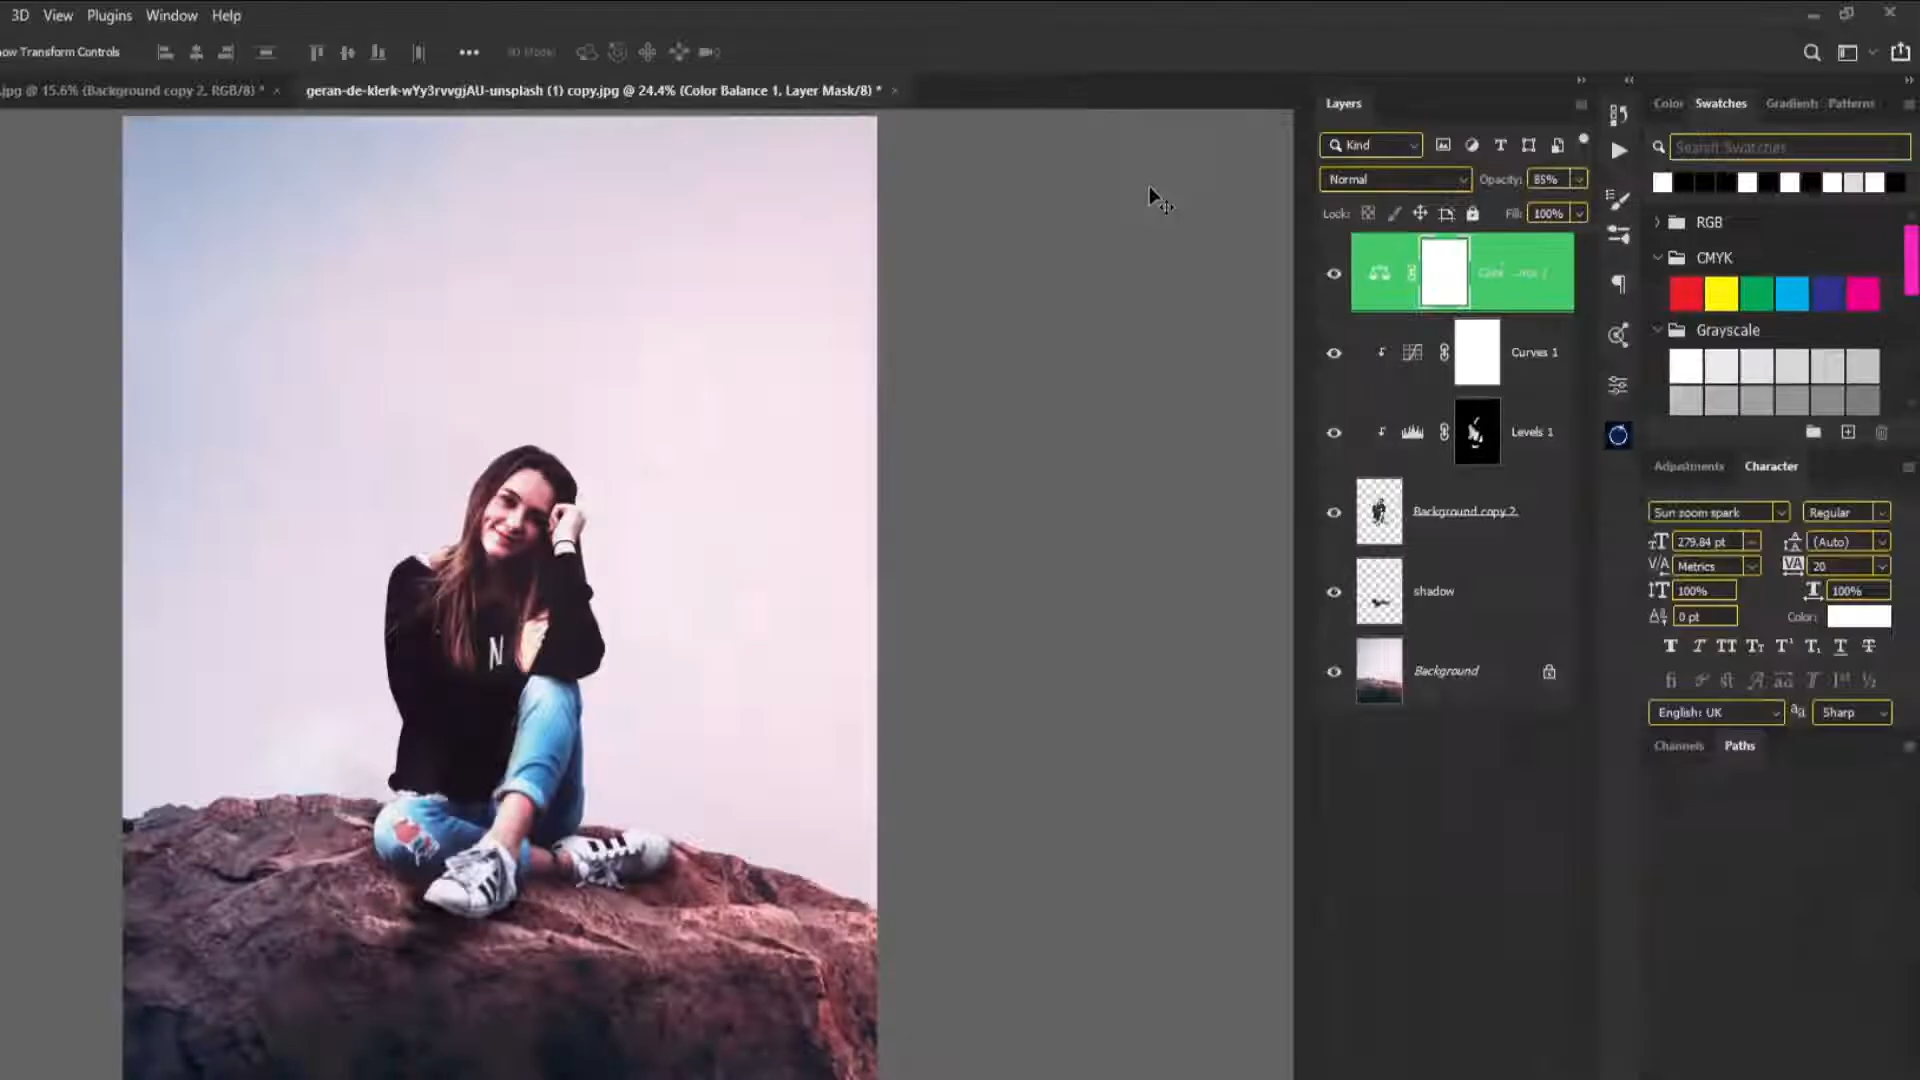 3D View Plugins Window Help
ow Transform Controls
3D Mode:
.jpg @ 15.6% (Background copy 2, RGB/8) * ×
geran-de-klerk-wYy3rvvgjAU-unsplash (1) copy.jpg @ 24.4% (Color Balance 1, Layer Mask/8) * ×
Layers
Kind
Normal
Opacity: 85%
Lock:
Fill: 100%
Curves 1
Levels 1
Background copy 2
shadow
Background
Color Swatches Gradients Patterns
Search Swatches
RGB
CMYK
Grayscale
Adjustments Character
Sun zoom spark
Regular
279.84 pt
(Auto)
Metrics
20
100%
100%
0 pt
Color:
English: UK
Sharp
Channels Paths
N